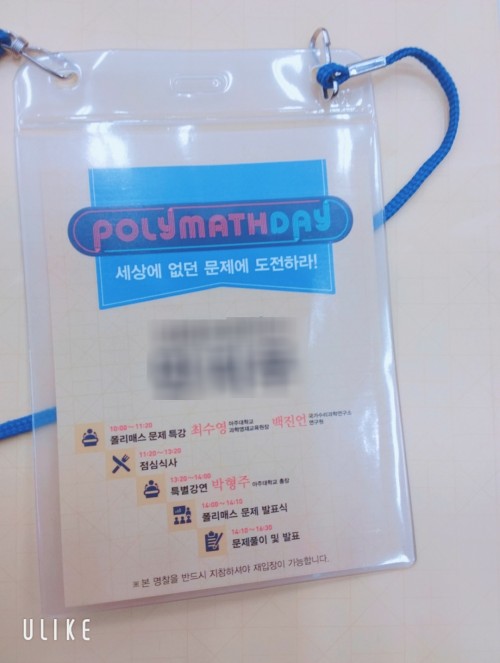 POLYMATHDAY
세상에 없던 문제에 도전하라!
10:00~11:20
폴리매스 문제 특강 최수영 아주대학교 과학영재교육원장 백진언 국가수리과학연구소 연구원
11:20~13:20
점심식사
13:20~14:00
특별강연 박형주 아주대학교 총장
14:00~14:10
폴리매스 문제 발표식
14:10~16:30
문제풀이 및 발표
※본 명찰을 반드시 지참하셔야 재입장이 가능합니다.
ULIKE